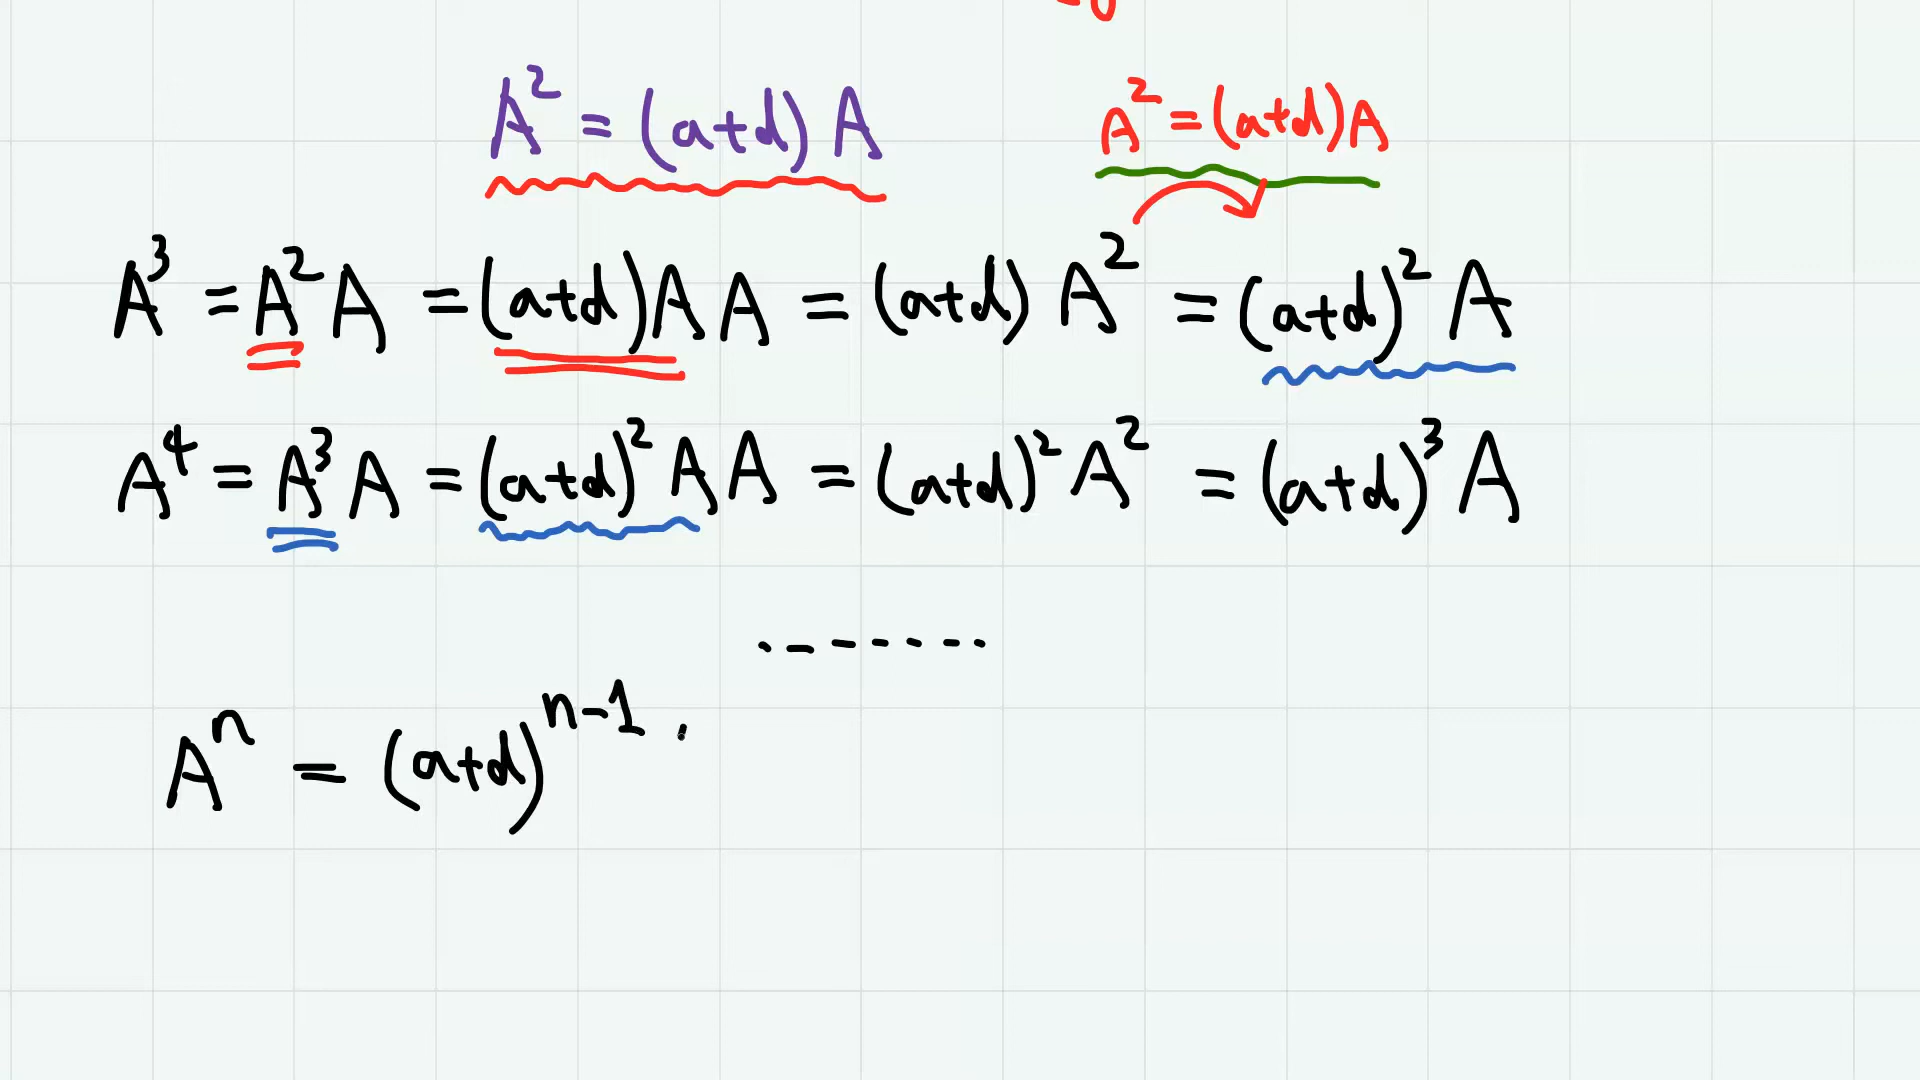 A² = (a+d) A    A² = (a+d)A
A³ = A² A = (a+d)A A = (a+d) A² = (a+d)² A
A⁴ = A³ A = (a+d)² A A = (a+d)² A² = (a+d)³ A
........
Aⁿ = (a+d)ⁿ⁻¹ .